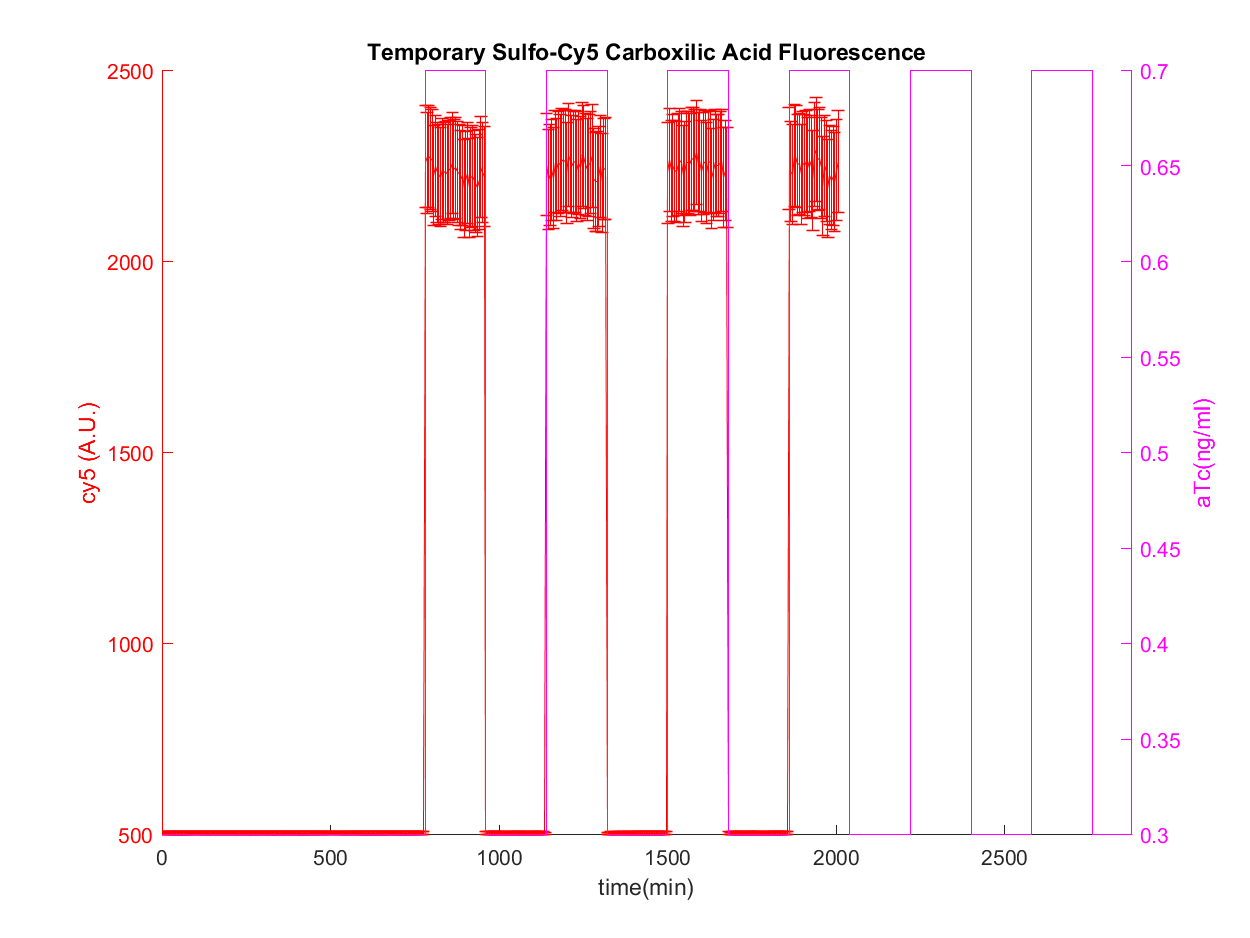 Temporary Sulfo-Cy5 Carboxilic Acid Fluorescence
2500
2000
1500
1000
500
cy5 (A.U.)
0.7
0.65
0.6
0.55
0.5
0.45
0.4
0.35
0.3
aTc(ng/ml)
0 500 1000 1500 2000 2500
time(min)